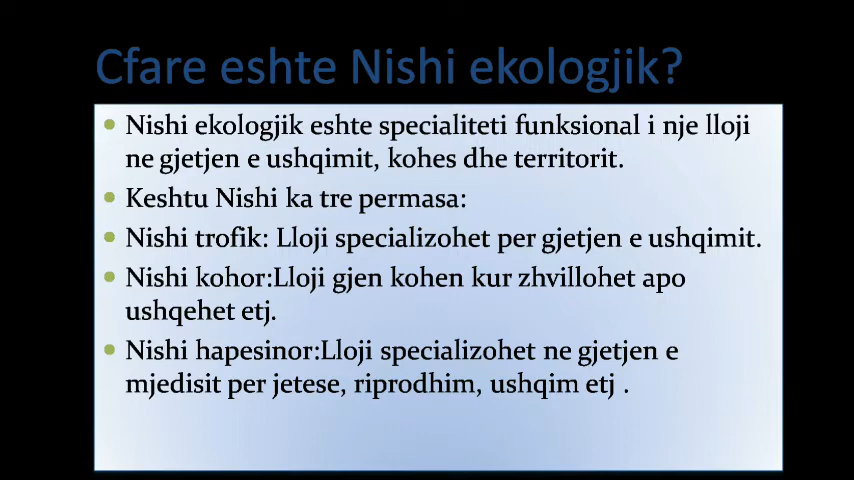 Cfare eshte Nishi ekologjik?
Nishi ekologjik eshte specialiteti funksional i nje lloji
ne gjetjen e ushqimit, kohes dhe territorit.
Keshtu Nishi ka tre permasa:
Nishi trofik: Lloji specializohet per gjetjen e ushqimit.
Nishi kohor:Lloji gjen kohen kur zhvillohet apo
ushqehet etj.
Nishi hapesinor:Lloji specializohet ne gjetjen e
mjedisit per jetese, riprodhim, ushqim etj .